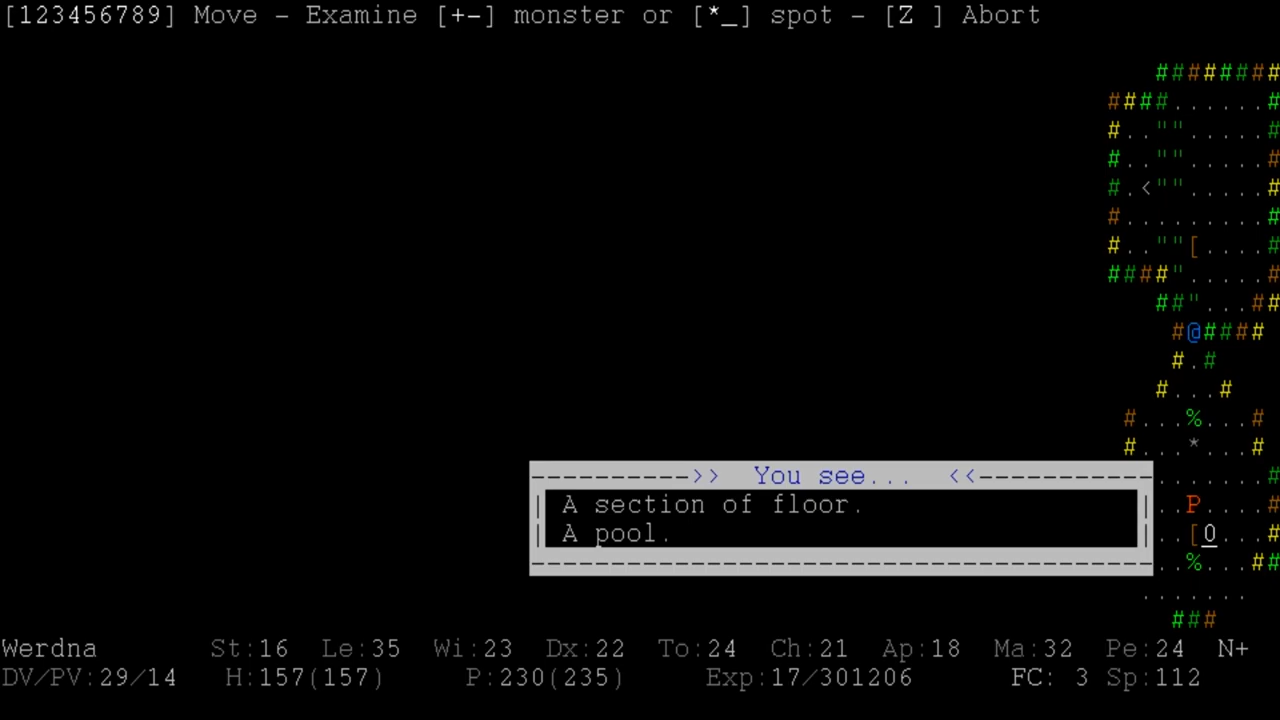 [123456789] Move - Examine [+-] monster or [*_] spot - [Z ] Abort
########
####......#
#.."".....#
#.."".....#
#.<"".....#
#.........#
#..""[....#
####".....#
##"...##
#@####
#.#
#...#
#...%...#
#...*...#
---------->> You see... <<-----------.......#
| A section of floor. |..P....#
| A pool. |..[0...#
--------------------------------------..%...##
.......
###
Werdna St:16 Le:35 Wi:23 Dx:22 To:24 Ch:21 Ap:18 Ma:32 Pe:24 N+
DV/PV:29/14 H:157(157) P:230(235) Exp:17/301206 FC: 3 Sp:112